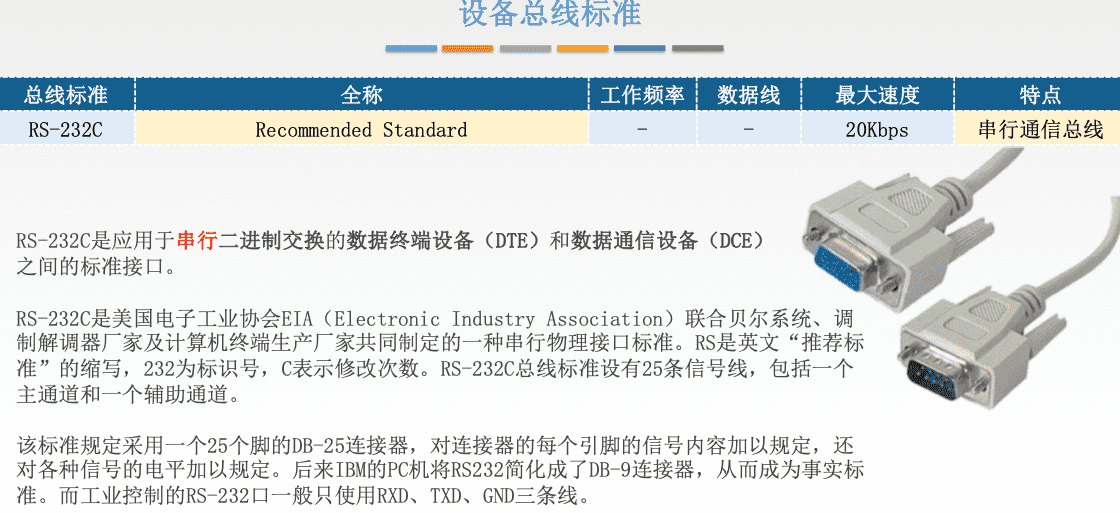 设备总线标准
总线标准 全称 工作频率 数据线 最大速度 特点
RS-232C Recommended Standard - - 20Kbps 串行通信总线
RS-232C是应用于串行二进制交换的数据终端设备（DTE）和数据通信设备（DCE）
之间的标准接口。
RS-232C是美国电子工业协会EIA（Electronic Industry Association）联合贝尔系统、调
制解调器厂家及计算机终端生产厂家共同制定的一种串行物理接口标准。RS是英文“推荐标
准”的缩写，232为标识号，C表示修改次数。RS-232C总线标准设有25条信号线，包括一个
主通道和一个辅助通道。
该标准规定采用一个25个脚的DB-25连接器，对连接器的每个引脚的信号内容加以规定，还
对各种信号的电平加以规定。后来IBM的PC机将RS232简化成了DB-9连接器，从而成为事实标
准。而工业控制的RS-232口一般只使用RXD、TXD、GND三条线。